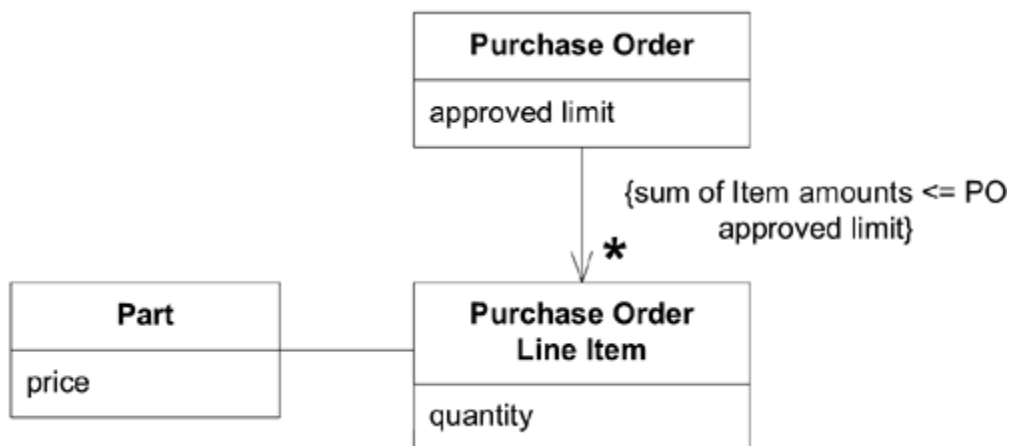 Purchase Order
approved limit
{sum of Item amounts <= PO
approved limit}
*
Part
price
Purchase Order
Line Item
quantity